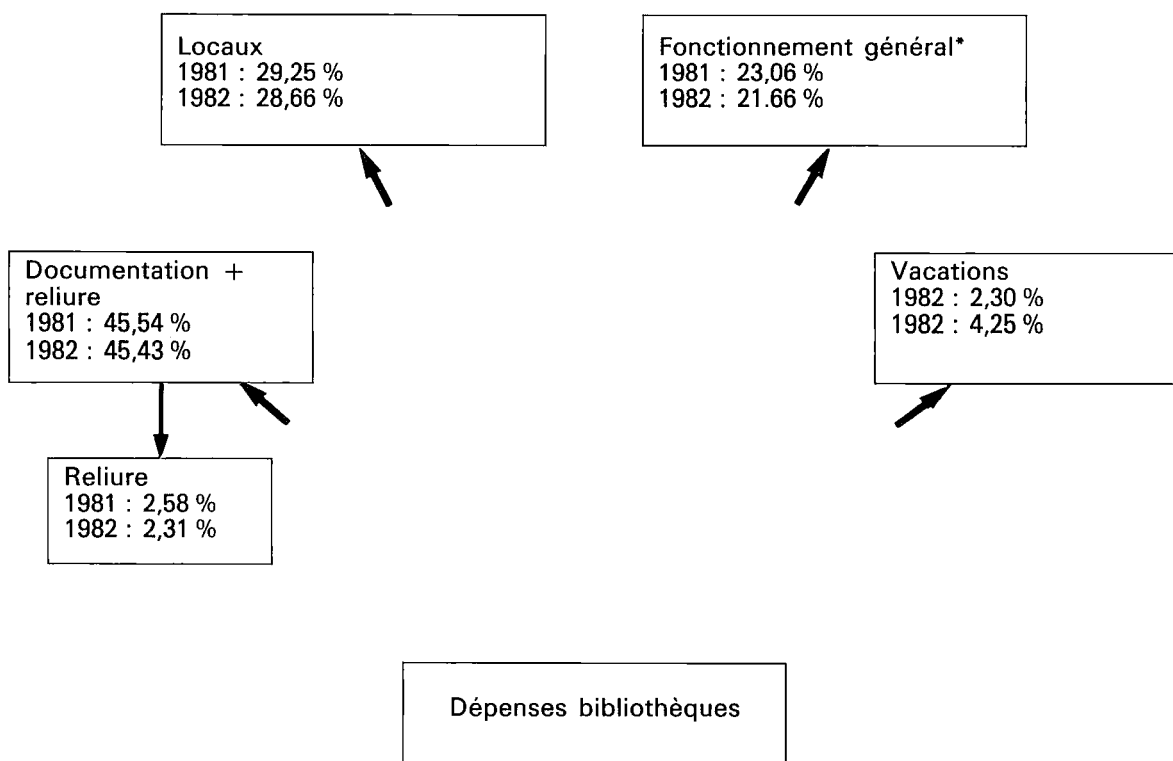 Locaux
1981 : 29,25 %
1982 : 28,66 %
Fonctionnement général*
1981 : 23,06 %
1982 : 21.66 %
Documentation +
reliure
1981 : 45,54 %
1982 : 45,43 %
Vacations
1982 : 2,30 %
1982 : 4,25 %
Reliure
1981 : 2,58 %
1982 : 2,31 %
Dépenses bibliothèques